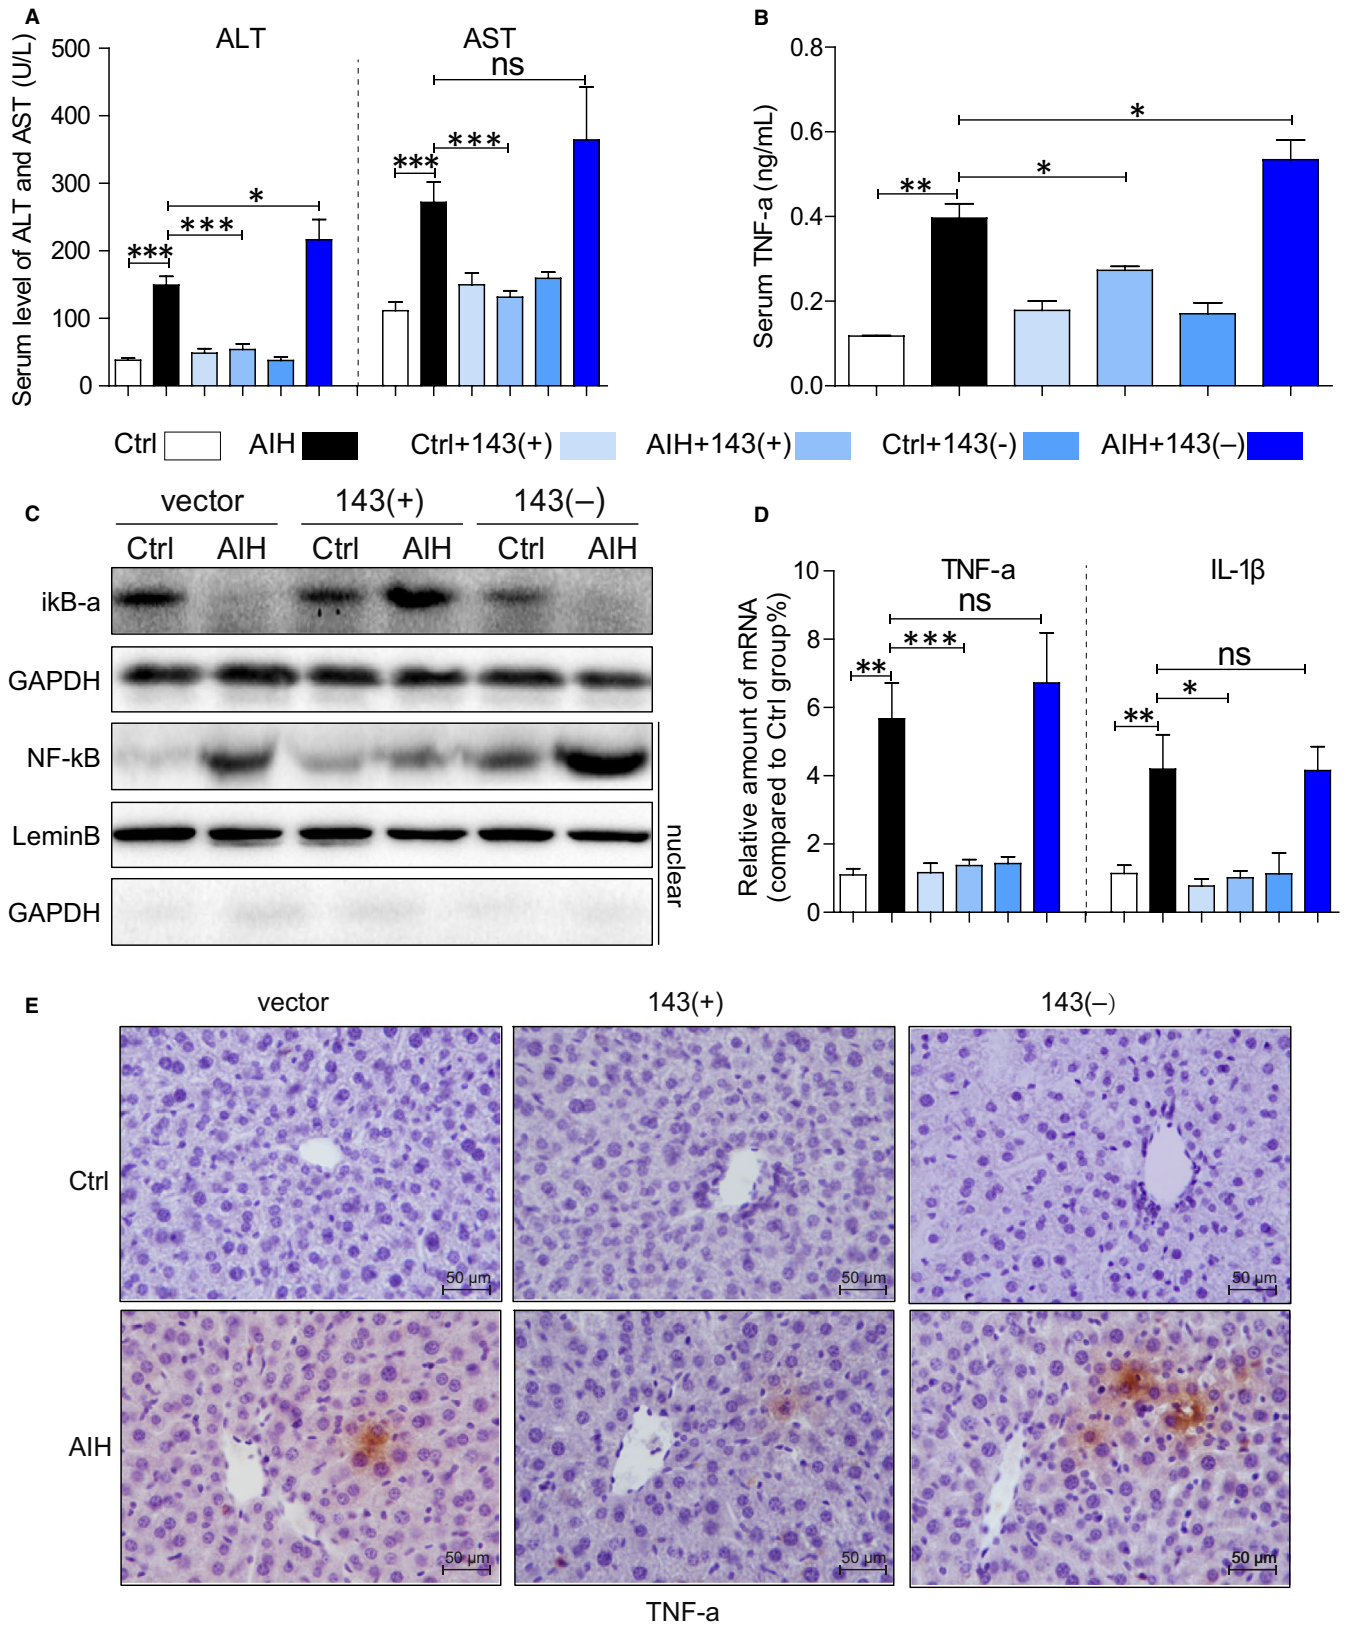 A
ALT
AST
Serum level of ALT and AST (U/L)
500
400
300
200
100
0
***
***
*
***
***
ns
B
Serum TNF-a (ng/mL)
0.8
0.6
0.4
0.2
0.0
**
*
*
Ctrl
AIH
Ctrl+143(+)
AIH+143(+)
Ctrl+143(-)
AIH+143(–)
C
vector
143(+)
143(–)
Ctrl
AIH
Ctrl
AIH
Ctrl
AIH
ikB-a
GAPDH
NF-kB
LeminB
GAPDH
nuclear
D
TNF-a
IL-1β
Relative amount of mRNA
(compared to Ctrl group%)
10
8
6
4
2
0
**
***
ns
**
*
ns
E
vector
143(+)
143(–)
Ctrl
50 µm
50 µm
50 µm
AIH
50 µm
50 µm
50 µm
TNF-a